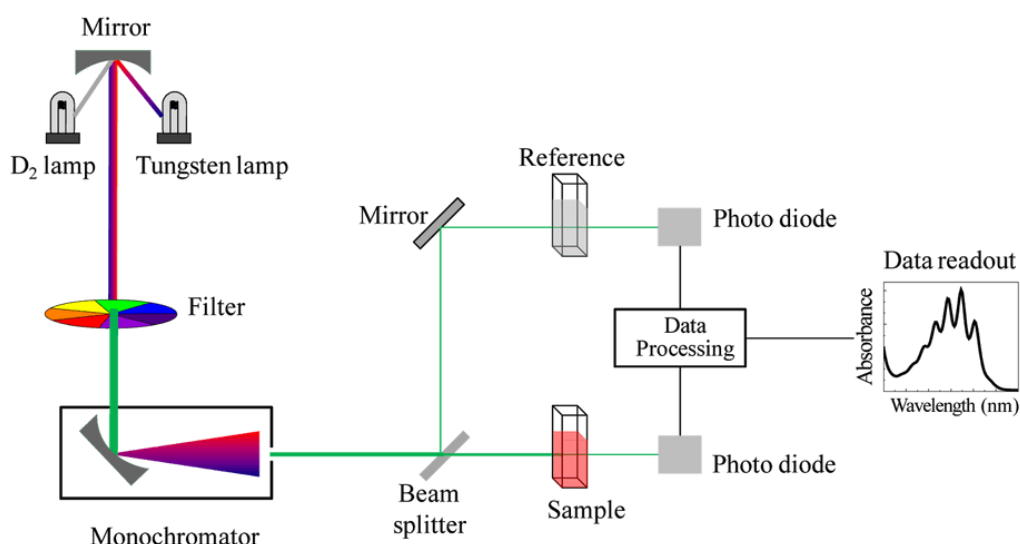 Mirror
D₂ lamp
Tungsten lamp
Filter
Monochromator
Mirror
Beam
splitter
Reference
Sample
Photo diode
Photo diode
Data
Processing
Data readout
Absorbance
Wavelength (nm)